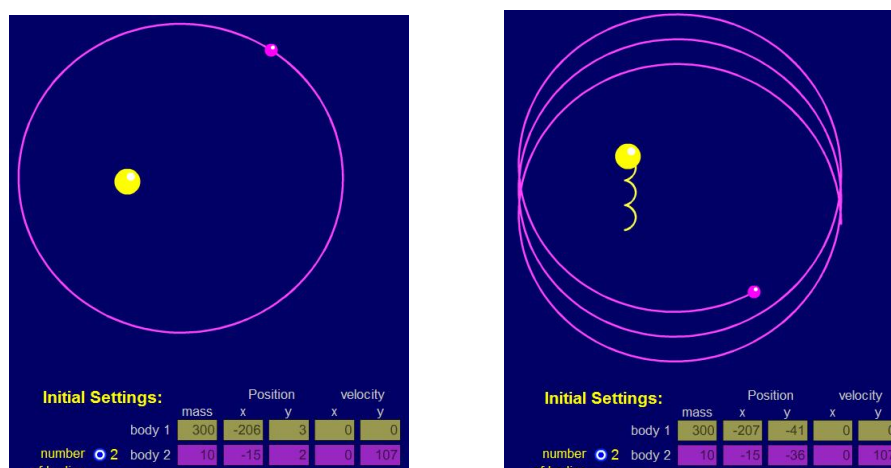 Initial Settings: Position velocity
mass x y x y
body 1 300 -206 3 0 0
number 2 body 2 10 -15 2 0 107
Initial Settings: Position velocity
mass x y x y
body 1 300 -207 -41 0
number 2 body 2 10 -15 -36 0